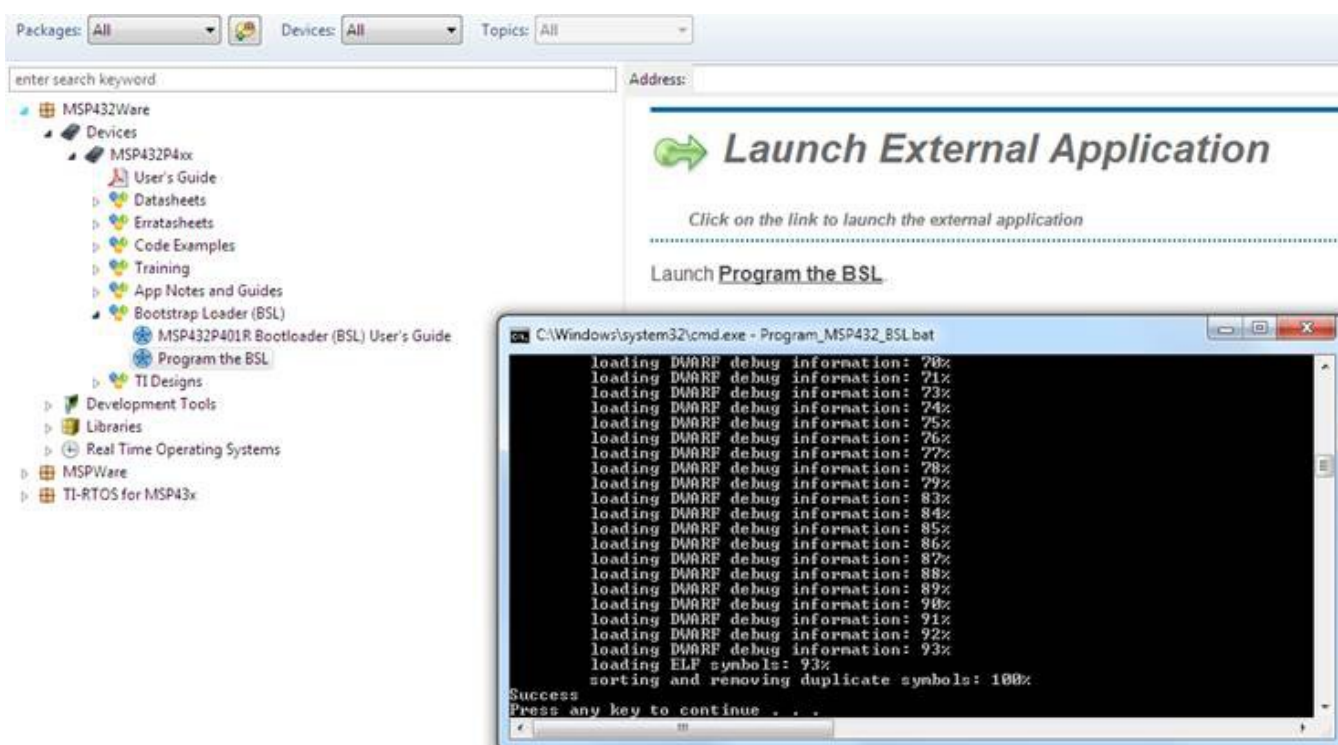 Packages: All Devices: All Topics: All
enter search keyword
Address:
MSP432Ware
Devices
MSP432P4xx
User's Guide
Datasheets
Erratasheets
Code Examples
Training
App Notes and Guides
Bootstrap Loader (BSL)
MSP432P401R Bootloader (BSL) User's Guide
Program the BSL
TI Designs
Development Tools
Libraries
Real Time Operating Systems
MSPWare
TI-RTOS for MSP43x
Launch External Application
Click on the link to launch the external application
Launch Program the BSL.
C:\Windows\system32\cmd.exe - Program_MSP432_BSL.bat
loading DWARF debug information: 70%
loading DWARF debug information: 71%
loading DWARF debug information: 73%
loading DWARF debug information: 74%
loading DWARF debug information: 75%
loading DWARF debug information: 76%
loading DWARF debug information: 77%
loading DWARF debug information: 78%
loading DWARF debug information: 79%
loading DWARF debug information: 83%
loading DWARF debug information: 84%
loading DWARF debug information: 85%
loading DWARF debug information: 86%
loading DWARF debug information: 87%
loading DWARF debug information: 88%
loading DWARF debug information: 89%
loading DWARF debug information: 90%
loading DWARF debug information: 91%
loading DWARF debug information: 92%
loading DWARF debug information: 93%
loading ELF symbols: 93%
sorting and removing duplicate symbols: 100%
Success
Press any key to continue . . .